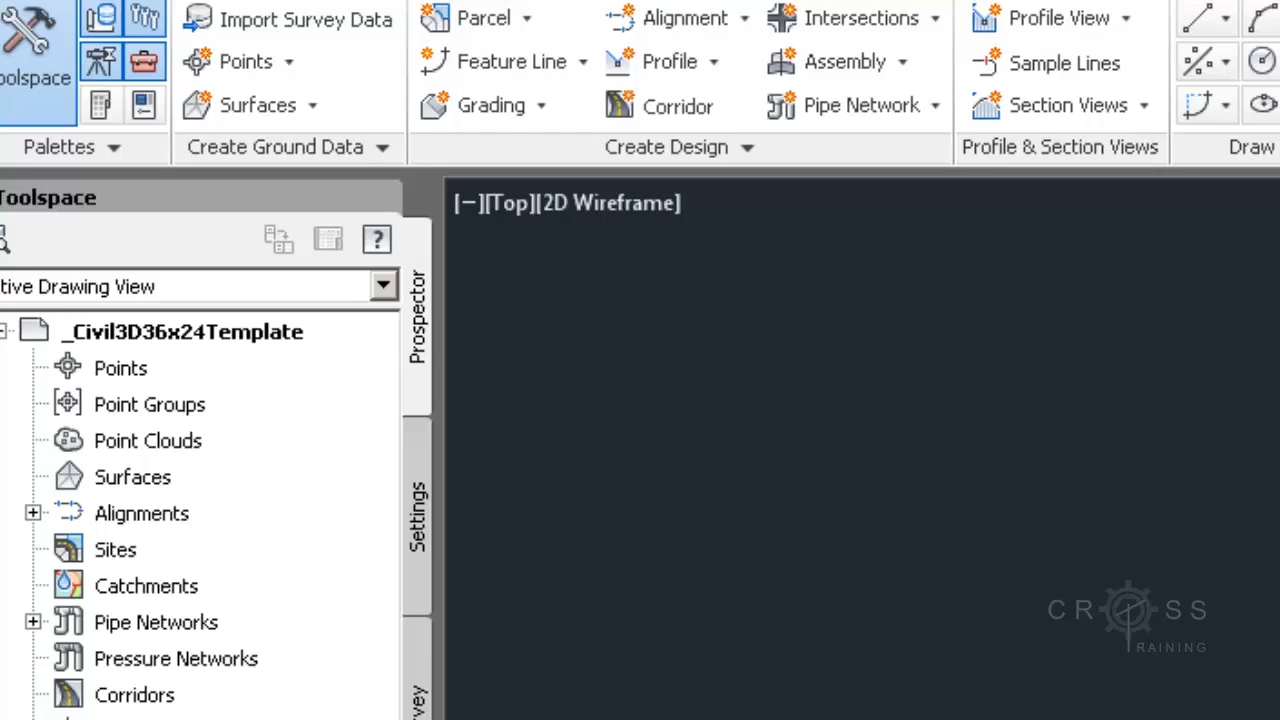 oolspace
Palettes
Import Survey Data
Points
Surfaces
Create Ground Data
Parcel
Feature Line
Grading
Alignment
Profile
Corridor
Intersections
Assembly
Pipe Network
Create Design
Profile View
Sample Lines
Section Views
Profile & Section Views
Draw
Toolspace
?
tive Drawing View
_Civil3D36x24Template
Points
Point Groups
Point Clouds
Surfaces
Alignments
Sites
Catchments
Pipe Networks
Pressure Networks
Corridors
Prospector
Settings
vey
[−][Top][2D Wireframe]
CROSS
TRAINING